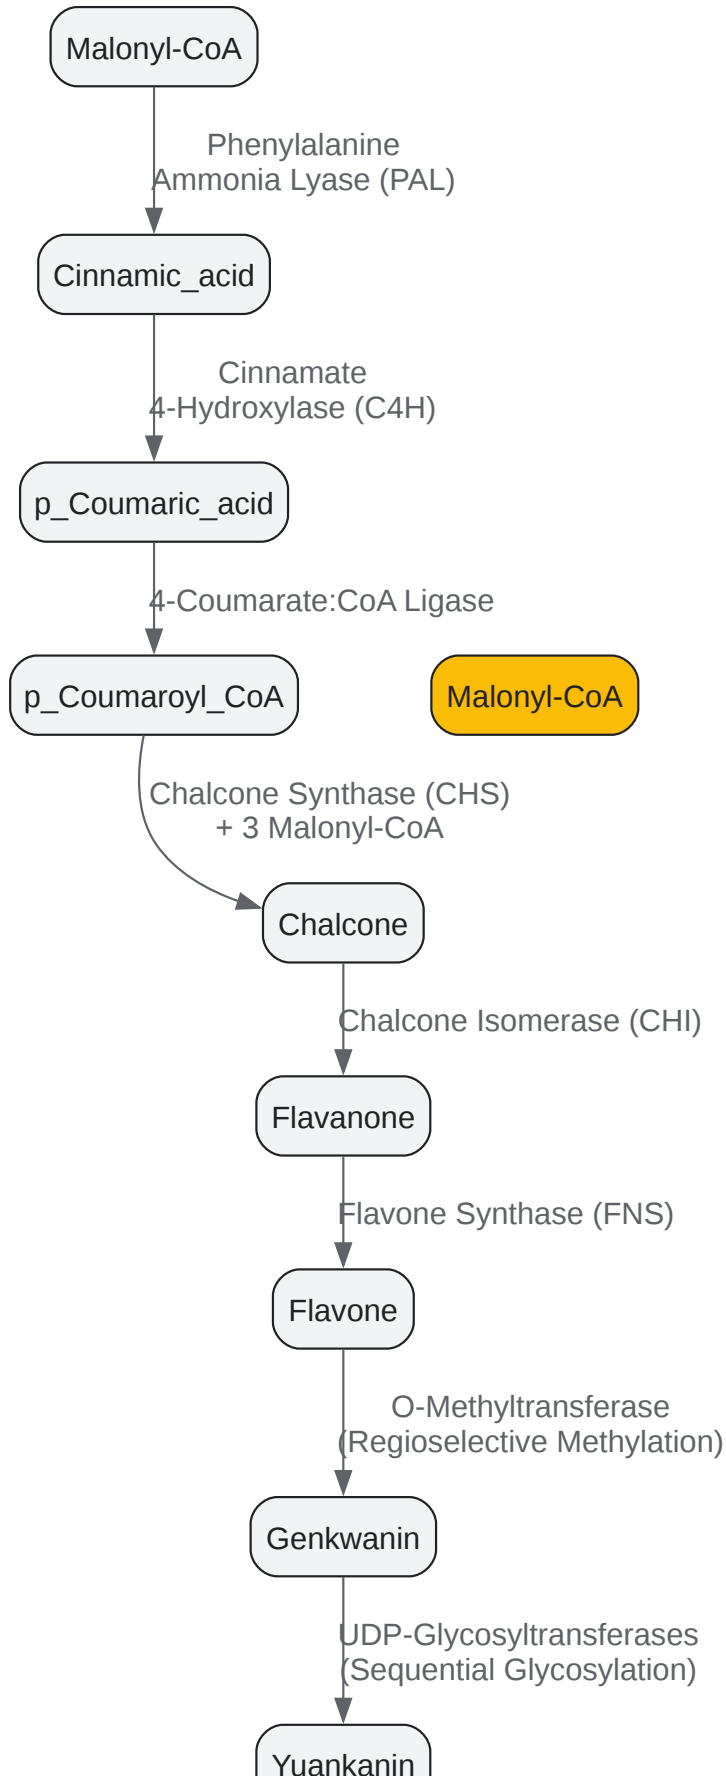 Malonyl-CoA
Phenylalanine
Ammonia Lyase (PAL)
Cinnamic_acid
Cinnamate
4-Hydroxylase (C4H)
p_Coumaric_acid
4-Coumarate:CoA Ligase
p_Coumaroyl_CoA
Malonyl-CoA
Chalcone Synthase (CHS)
+ 3 Malonyl-CoA
Chalcone
Chalcone Isomerase (CHI)
Flavanone
Flavone Synthase (FNS)
Flavone
O-Methyltransferase
(Regioselective Methylation)
Genkwanin
UDP-Glycosyltransferases
(Sequential Glycosylation)
Yuankanin